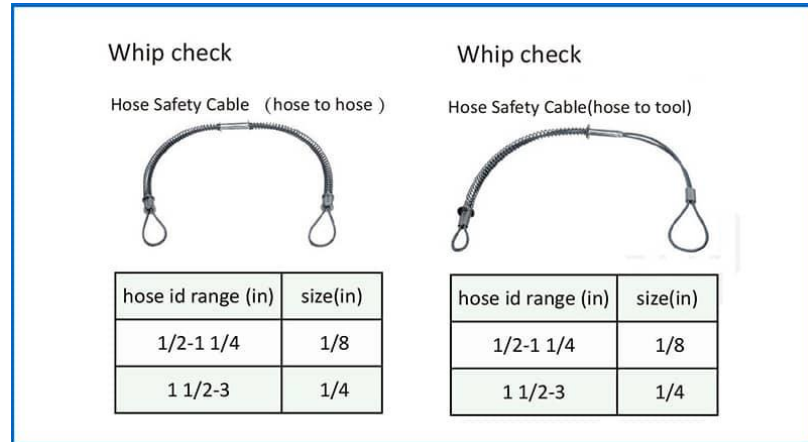 Whip check
Hose Safety Cable （hose to hose ）
hose id range (in) size(in)
1/2-1 1/4 1/8
1 1/2-3 1/4
Whip check
Hose Safety Cable(hose to tool)
hose id range (in) size(in)
1/2-1 1/4 1/8
1 1/2-3 1/4